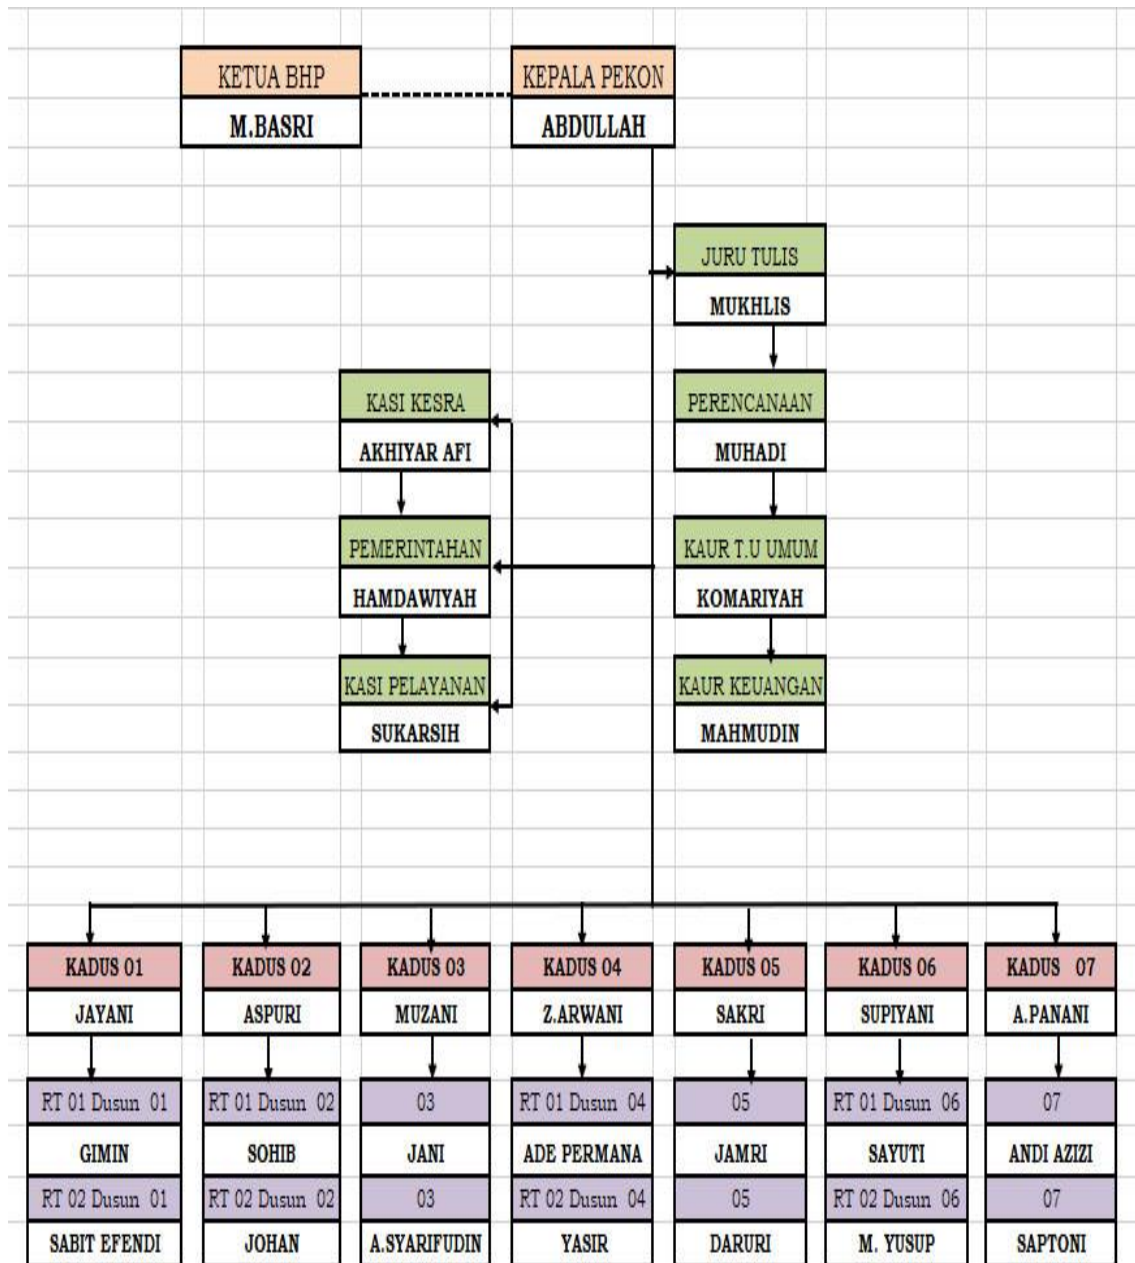 KETUA BHP
M.BASRI
KEPALA PEKON
ABDULLAH
JURU TULIS
MUKHLIS
KASI KESRA
AKHIYAR AFI
PERENCANAAN
MUHADI
PEMERINTAHAN
HAMDAWIYAH
KAUR T.U UMUM
KOMARIYAH
KASI PELAYANAN
SUKARSIH
KAUR KEUANGAN
MAHMUDIN
KADUS 01
JAYANI
KADUS 02
ASPURI
KADUS 03
MUZANI
KADUS 04
Z.ARWANI
KADUS 05
SAKRI
KADUS 06
SUPIYANI
KADUS 07
A.PANANI
RT 01 Dusun 01
GIMIN
RT 02 Dusun 01
SABIT EFENDI
RT 01 Dusun 02
SOHIB
RT 02 Dusun 02
JOHAN
03
JANI
03
A.SYARIFUDIN
RT 01 Dusun 04
ADE PERMANA
RT 02 Dusun 04
YASIR
05
JAMRI
05
DARURI
RT 01 Dusun 06
SAYUTI
RT 02 Dusun 06
M. YUSUP
07
ANDI AZIZI
07
SAPTONI